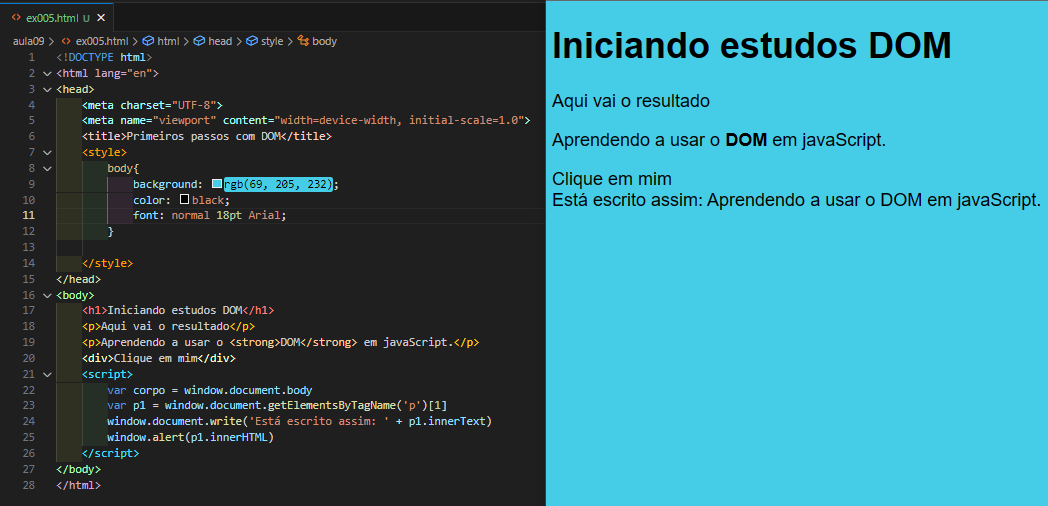 ex005.html U ×
aula09 > ex005.html > html > head > style > body
1 <!DOCTYPE html>
2 <html lang="en">
3 <head>
4 <meta charset="UTF-8">
5 <meta name="viewport" content="width=device-width, initial-scale=1.0">
6 <title>Primeiros passos com DOM</title>
7 <style>
8 body{
9 background: rgb(69, 205, 232);
10 color: black;
11 font: normal 18pt Arial;
12 }
13
14 </style>
15 </head>
16 <body>
17 <h1>Iniciando estudos DOM</h1>
18 <p>Aqui vai o resultado</p>
19 <p>Aprendendo a usar o <strong>DOM</strong> em javaScript.</p>
20 <div>Clique em mim</div>
21 <script>
22 var corpo = window.document.body
23 var p1 = window.document.getElementsByTagName('p')[1]
24 window.document.write('Está escrito assim: ' + p1.innerText)
25 window.alert(p1.innerHTML)
26 </script>
27 </body>
28 </html>
Iniciando estudos DOM
Aqui vai o resultado
Aprendendo a usar o DOM em javaScript.
Clique em mim
Está escrito assim: Aprendendo a usar o DOM em javaScript.